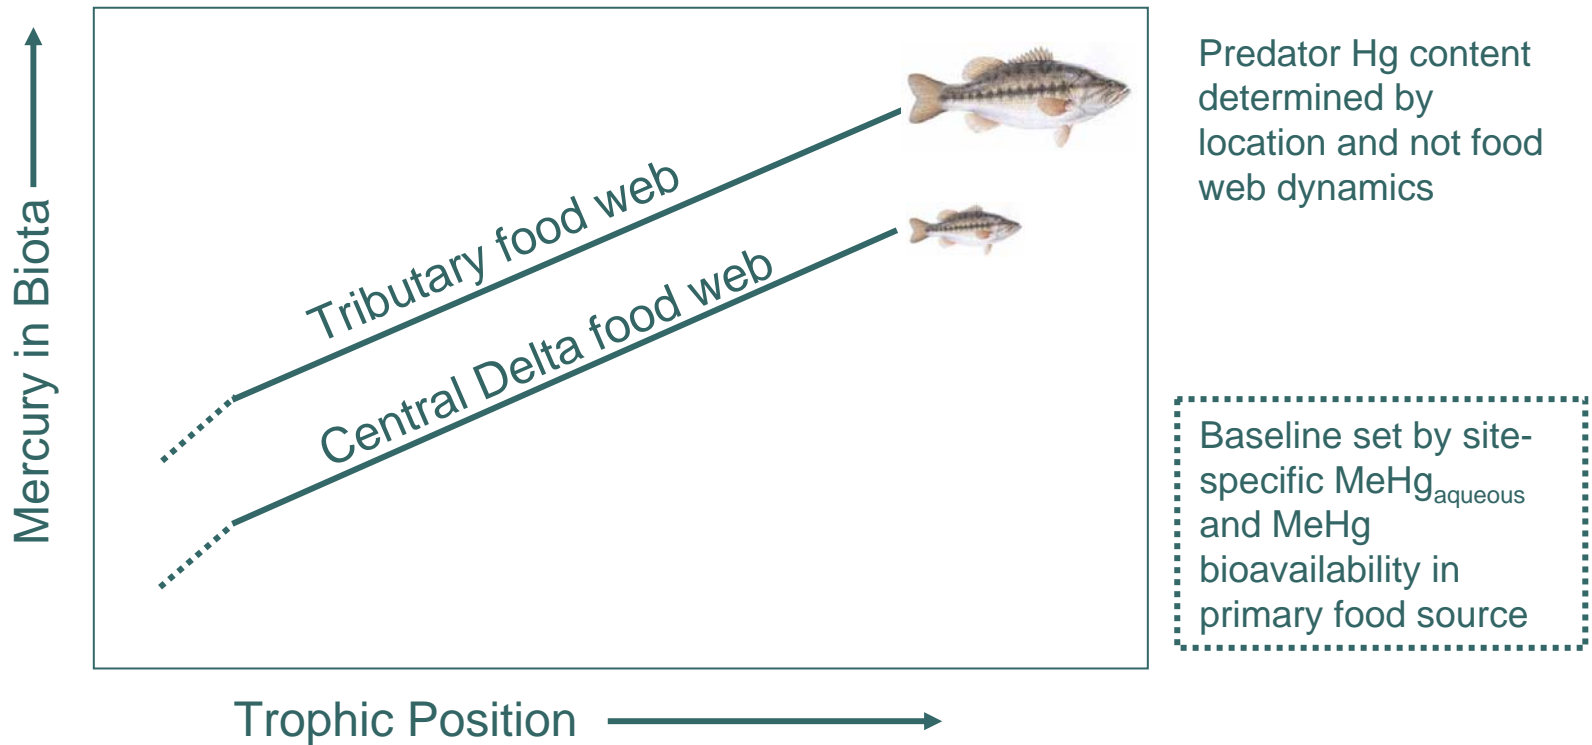 Mercury in Biota
Tributary food web
Central Delta food web
Trophic Position
Predator Hg content
determined by
location and not food
web dynamics
Baseline set by site-
specific MeHgaqueous
and MeHg
bioavailability in
primary food source